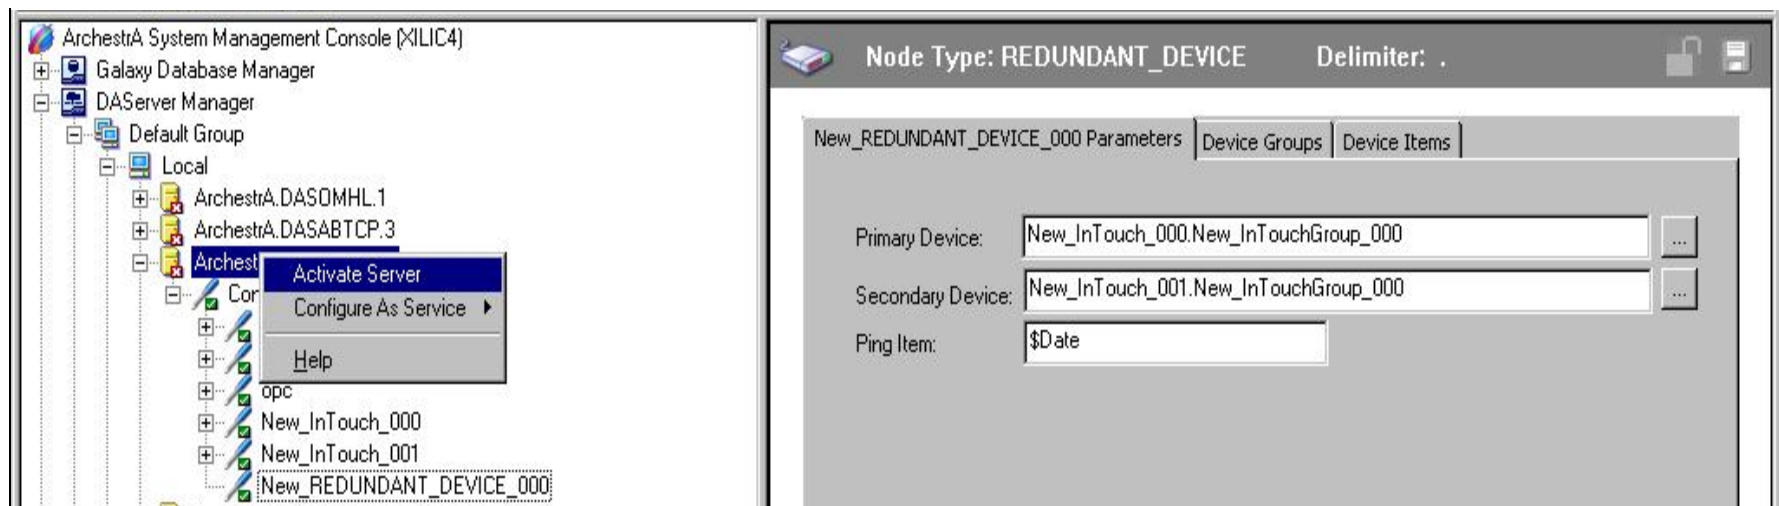 ArchestrA System Management Console (XILIC4)
Galaxy Database Manager
DAServer Manager
Default Group
Local
ArchestrA.DASOMHL.1
ArchestrA.DASABTCP.3
Archest
Activate Server
Configure As Service
Help
Cor
opc
New_InTouch_000
New_InTouch_001
New_REDUNDANT_DEVICE_000
Node Type: REDUNDANT_DEVICE Delimiter: .
New_REDUNDANT_DEVICE_000 Parameters Device Groups Device Items
Primary Device: New_InTouch_000.New_InTouchGroup_000 ...
Secondary Device: New_InTouch_001.New_InTouchGroup_000 ...
Ping Item: $Date